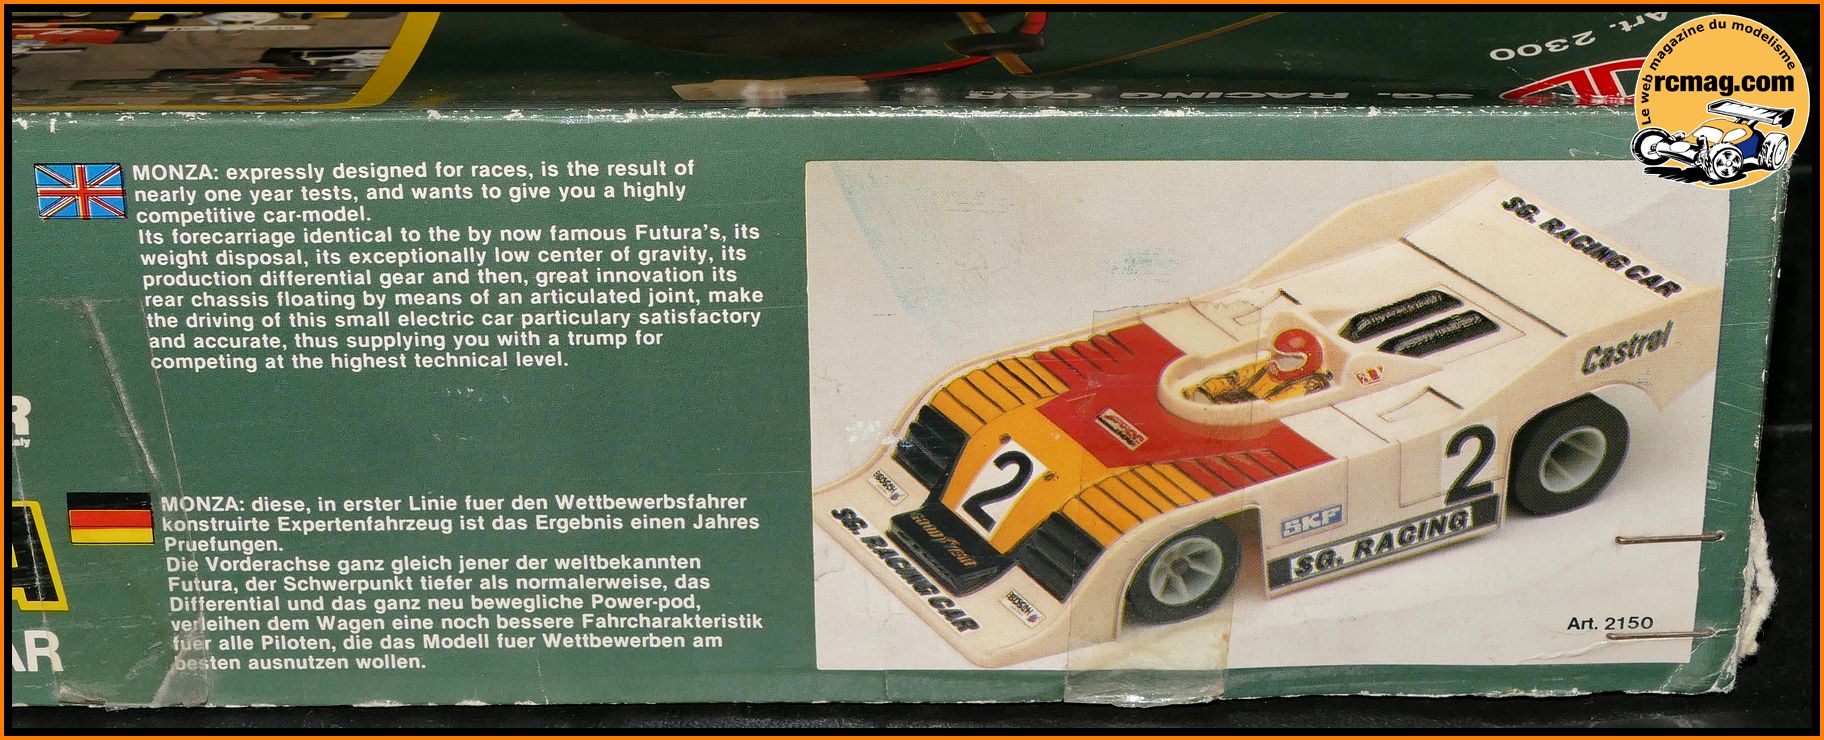 Art. 2300
SG. RACING CAR
Le web magazine du modelisme
rcmag.com
MONZA: expressly designed for races, is the result of
nearly one year tests, and wants to give you a highly
competitive car-model.
Its forecarriage identical to the by now famous Futura's, its
weight disposal, its exceptionally low center of gravity, its
production differential gear and then, great innovation its
rear chassis floating by means of an articulated joint, make
the driving of this small electric car particulary satisfactory
and accurate, thus supplying you with a trump for
competing at the highest technical level.
MONZA: diese, in erster Linie fuer den Wettbewerbsfahrer
konstruirte Expertenfahrzeug ist das Ergebnis einen Jahres
Pruefungen.
Die Vorderachse ganz gleich jener der weltbekannten
Futura, der Schwerpunkt tiefer als normalerweise, das
Differential und das ganz neu bewegliche Power-pod,
verleihen dem Wagen eine noch bessere Fahrcharakteristik
fuer alle Piloten, die das Modell fuer Wettbewerben am
besten ausnutzen wollen.
AR
SG. RACING CAR
Castrol
2
2
BOSCH
SKF
SG. RACING
GOODYEAR
SG. RACING CAR
BOSCH
Art. 2150